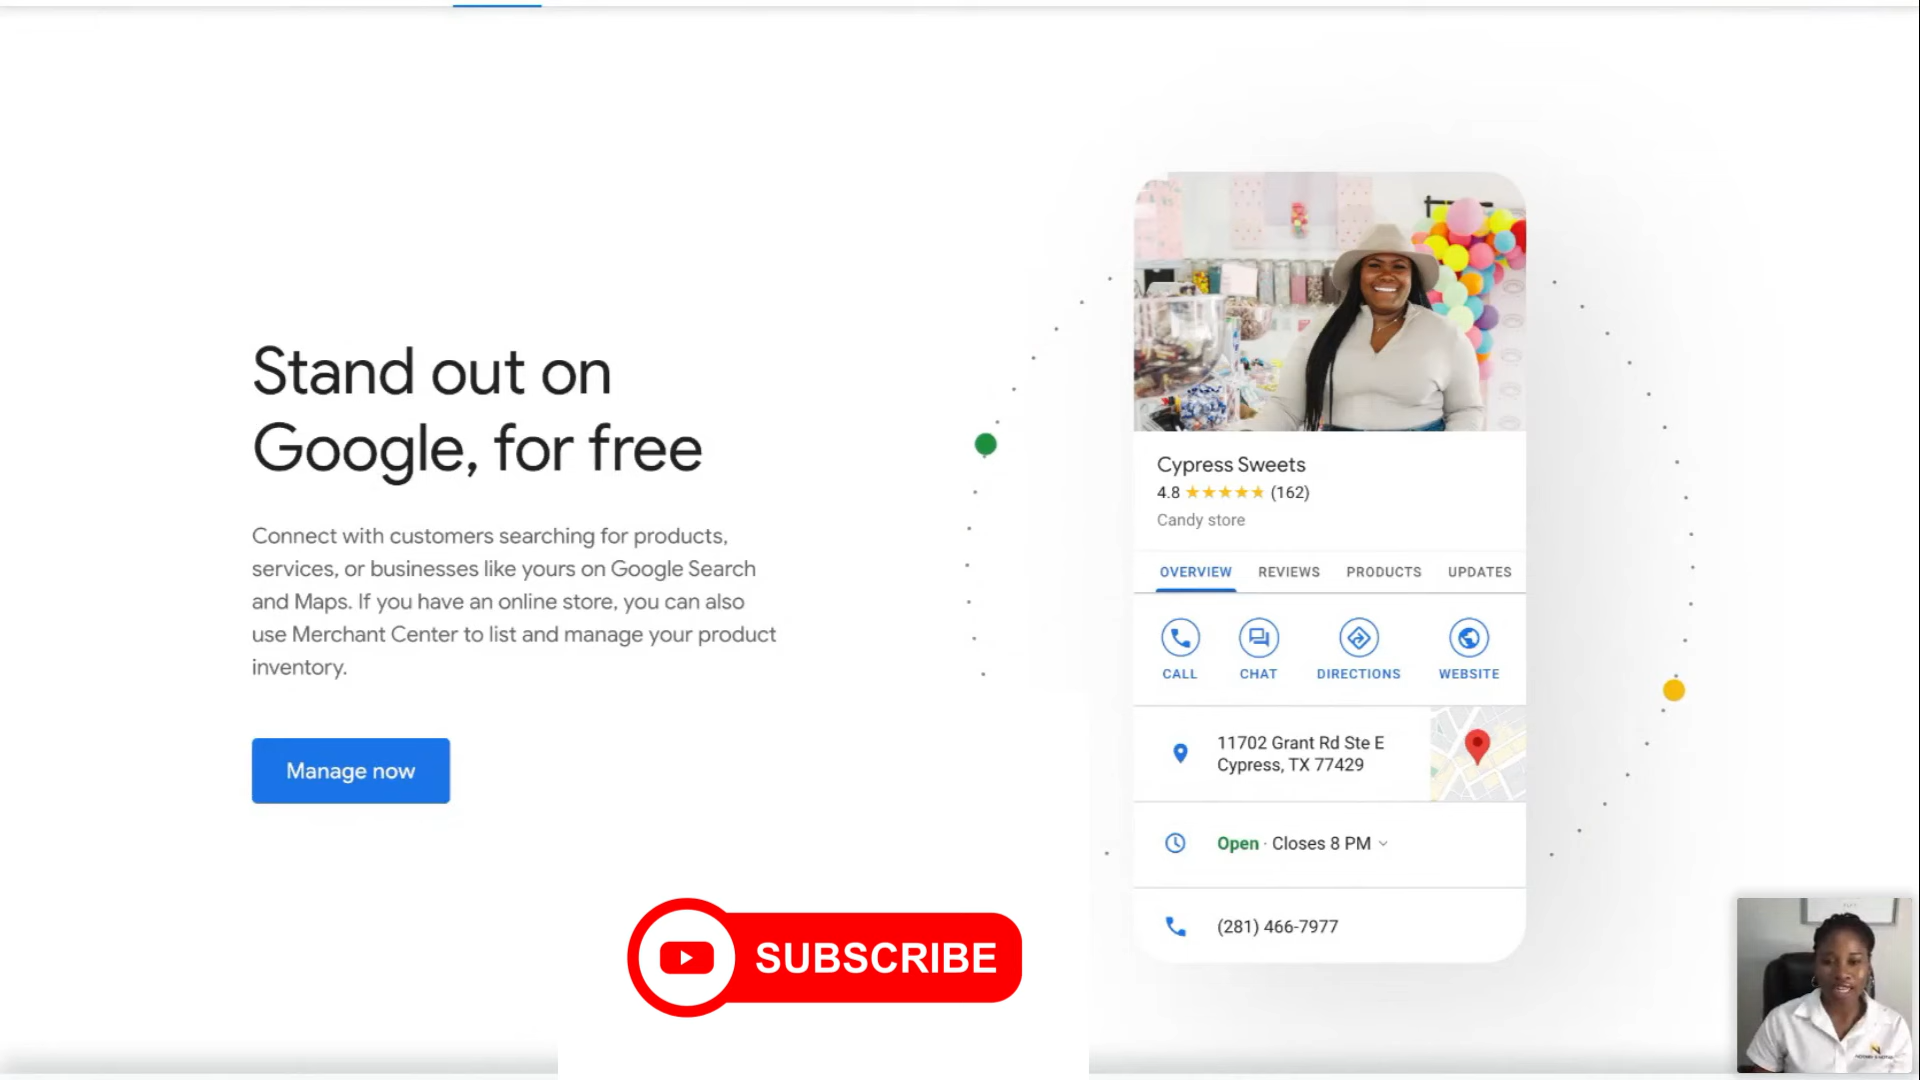 Stand out on
Google, for free
Connect with customers searching for products,
services, or businesses like yours on Google Search
and Maps. If you have an online store, you can also
use Merchant Center to list and manage your product
inventory.
Manage now
SUBSCRIBE
Cypress Sweets
4.8 ★★★★★ (162)
Candy store
OVERVIEW REVIEWS PRODUCTS UPDATES
CALL CHAT DIRECTIONS WEBSITE
11702 Grant Rd Ste E
Cypress, TX 77429
Open · Closes 8 PM
(281) 466-7977